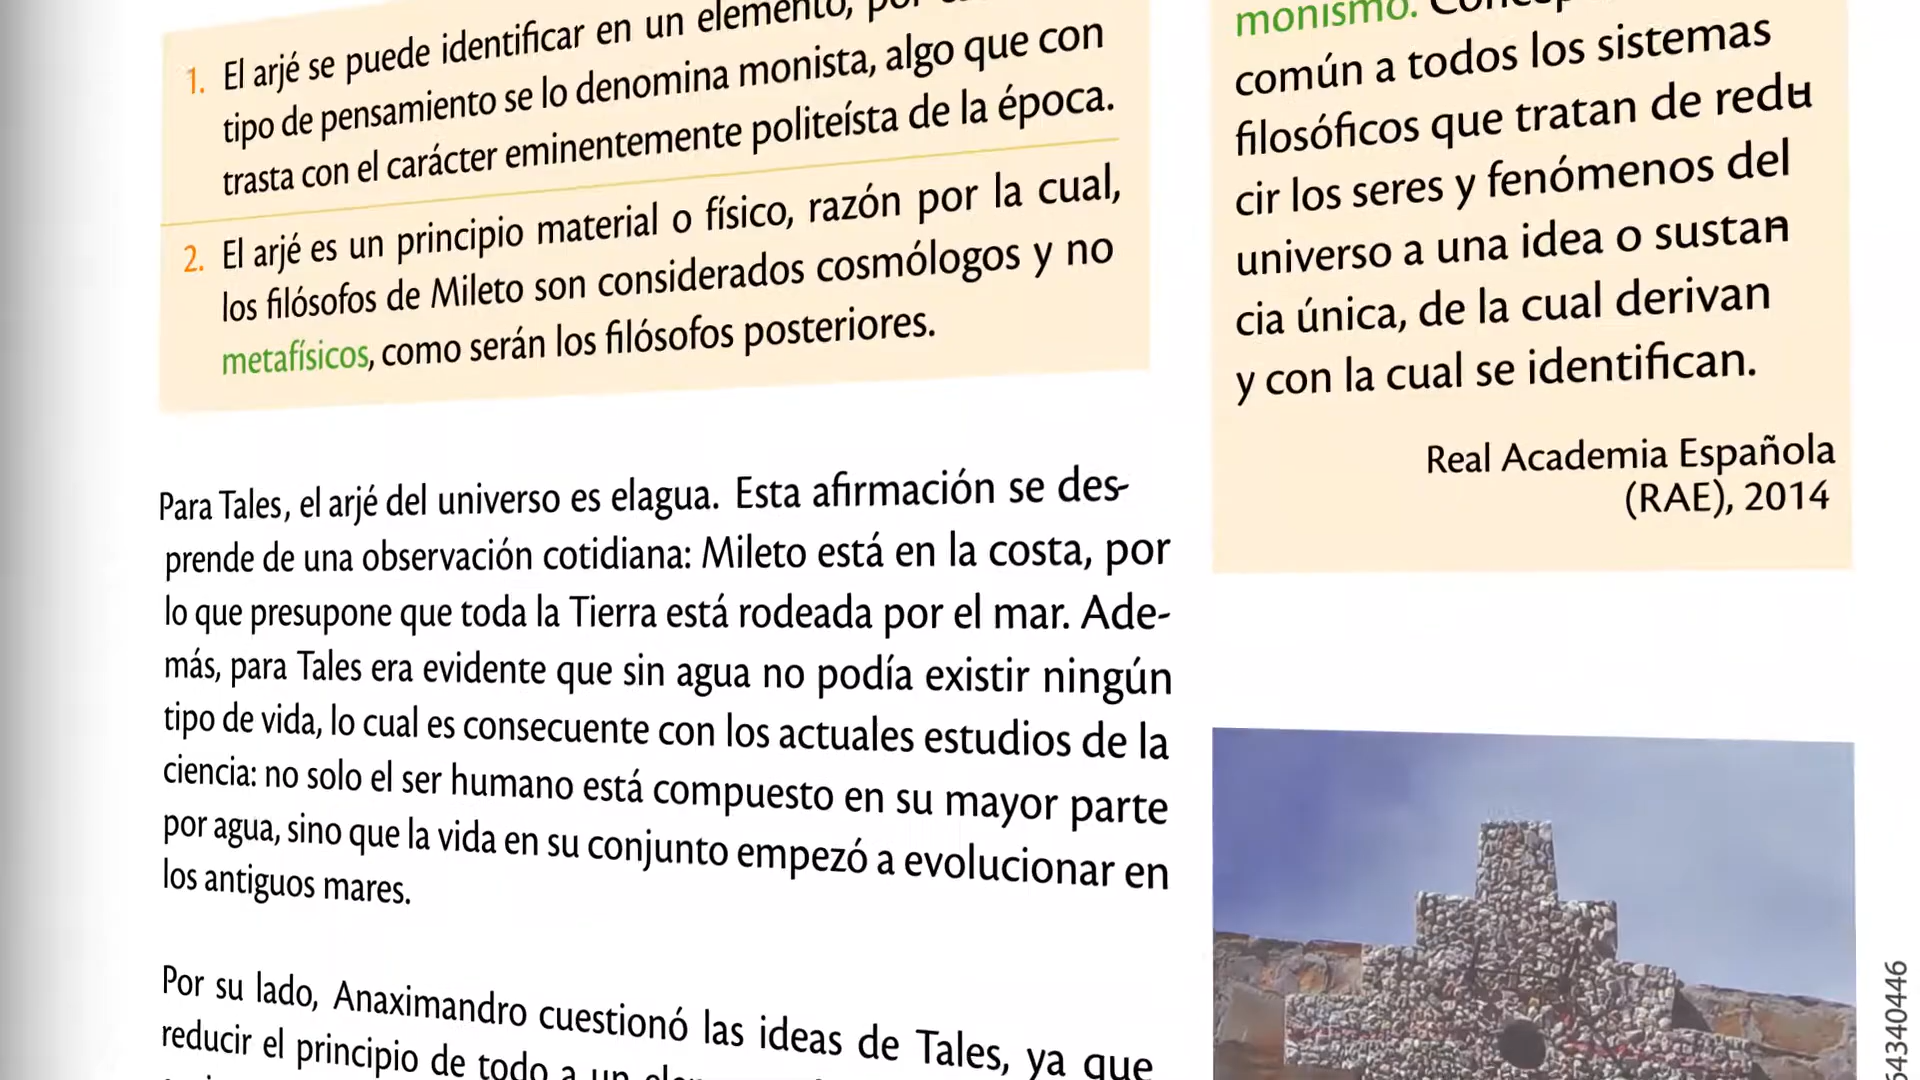 1. El arjé se puede identificar en un elemento,
tipo de pensamiento se lo denomina monista, algo que con
trasta con el carácter eminentemente politeísta de la época.
2. El arjé es un principio material o físico, razón por la cual,
los filósofos de Mileto son considerados cosmólogos y no
metafísicos, como serán los filósofos posteriores.
Para Tales, el arjé del universo es elagua. Esta afirmación se des-
prende de una observación cotidiana: Mileto está en la costa, por
lo que presupone que toda la Tierra está rodeada por el mar. Ade-
más, para Tales era evidente que sin agua no podía existir ningún
tipo de vida, lo cual es consecuente con los actuales estudios de la
ciencia: no solo el ser humano está compuesto en su mayor parte
por agua, sino que la vida en su conjunto empezó a evolucionar en
los antiguos mares.
Por su lado, Anaximandro cuestionó las ideas de Tales, ya que
reducir el principio de todo a un
monismo.
común a todos los sistemas
filosóficos que tratan de redu
cir los seres y fenómenos del
universo a una idea o sustan
cia única, de la cual derivan
y con la cual se identifican.
Real Academia Española
(RAE), 2014
64340446